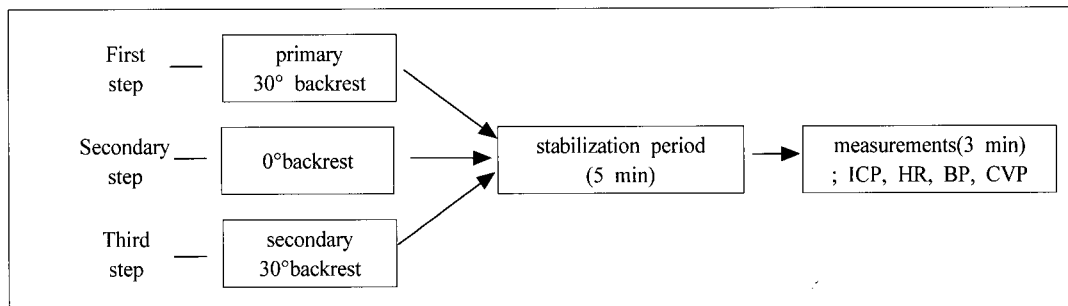 First
step
primary
30° backrest
Secondary
step
0°backrest
Third
step
secondary
30°backrest
stabilization period
(5 min)
measurements(3 min)
; ICP, HR, BP, CVP